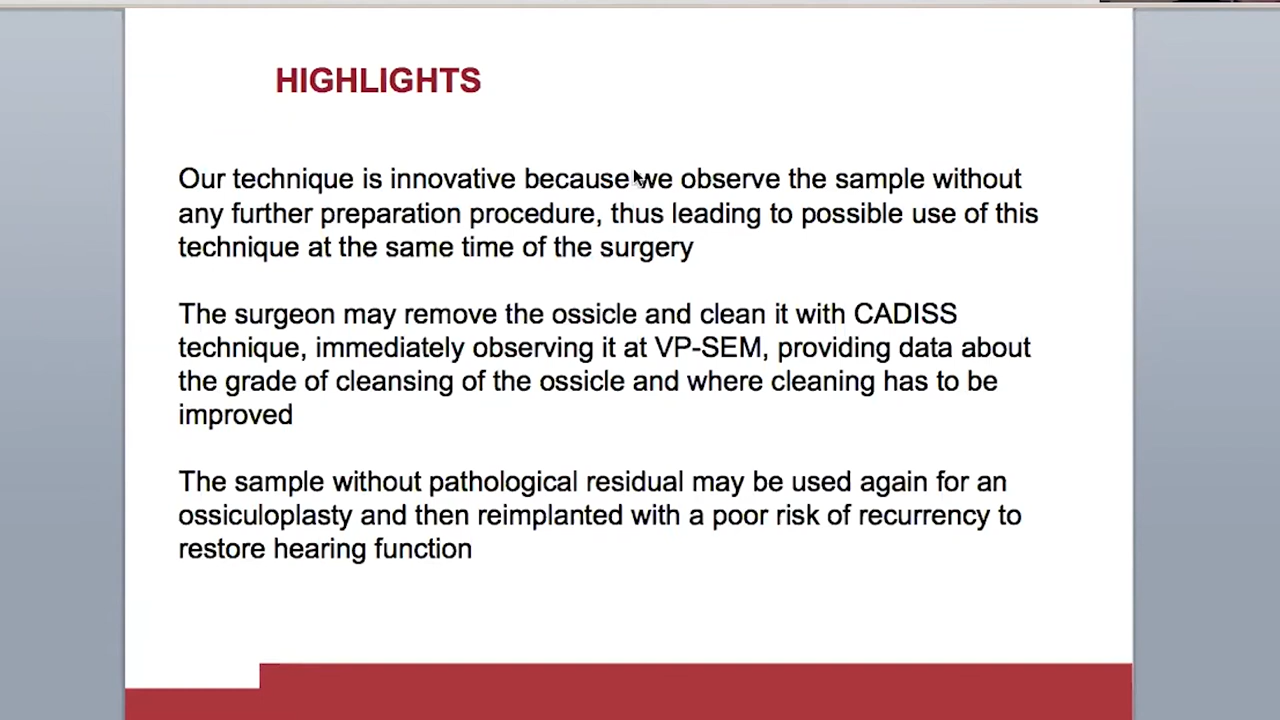 HIGHLIGHTS
Our technique is innovative because we observe the sample without
any further preparation procedure, thus leading to possible use of this
technique at the same time of the surgery
The surgeon may remove the ossicle and clean it with CADISS
technique, immediately observing it at VP-SEM, providing data about
the grade of cleansing of the ossicle and where cleaning has to be
improved
The sample without pathological residual may be used again for an
ossiculoplasty and then reimplanted with a poor risk of recurrency to
restore hearing function